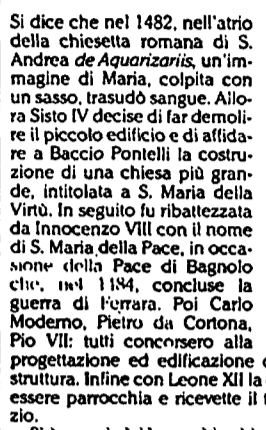 Si dice che nel 1482, nell'atrio
della chiesetta romana di S.
Andrea de Aquarizariis, un'im-
magine di Maria, colpita con
un sasso, trasudò sangue. Allo-
ra Sisto IV decise di far demoli-
re il piccolo edificio e di affida-
re a Baccio Pontelli la costru-
zione di una chiesa più gran-
de, intitolata a S. Maria della
Virtù. In seguito fu ribattezzata
da Innocenzo VIII con il nome
di S. Maria della Pace, in occa-
sione della Pace di Bagnolo
che, nel 1484, concluse la
guerra di Ferrara. Poi Carlo
Moderno, Pietro da Cortona,
Pio VII: tutti concorsero alla
progettazione ed edificazione
struttura. Infine con Leone XII la
essere parrocchia e ricevette il
zio.